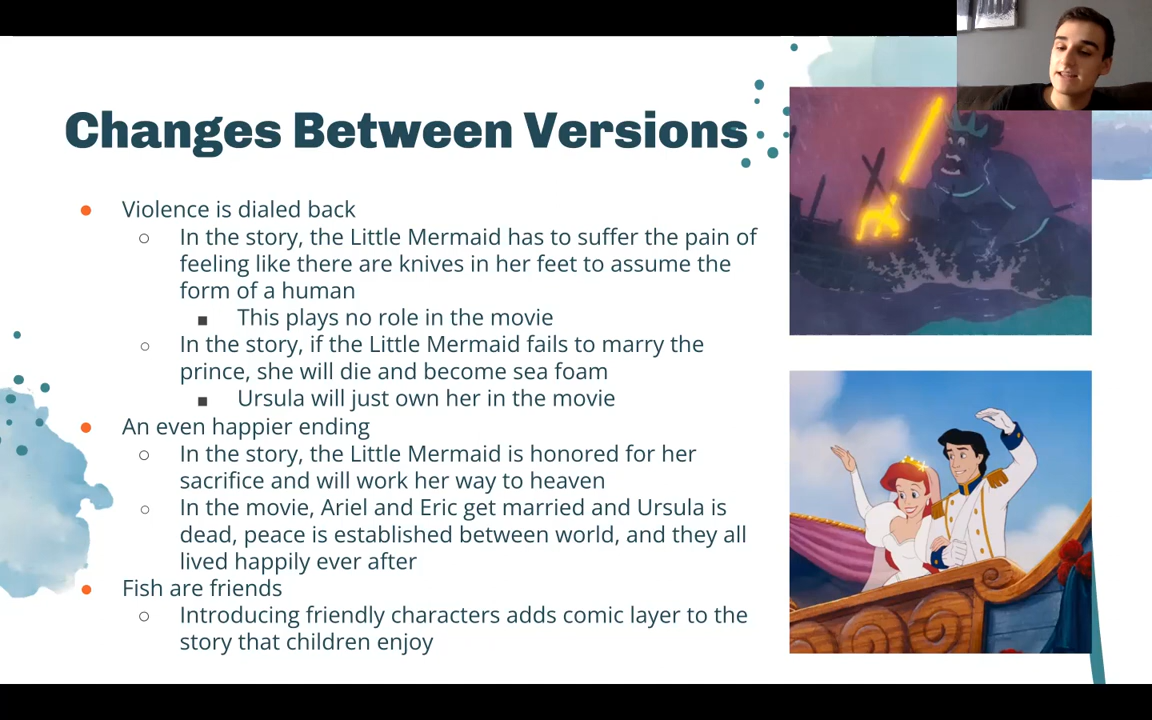 Changes Between Versions
Violence is dialed back
In the story, the Little Mermaid has to suffer the pain of
feeling like there are knives in her feet to assume the
form of a human
This plays no role in the movie
In the story, if the Little Mermaid fails to marry the
prince, she will die and become sea foam
Ursula will just own her in the movie
An even happier ending
In the story, the Little Mermaid is honored for her
sacrifice and will work her way to heaven
In the movie, Ariel and Eric get married and Ursula is
dead, peace is established between world, and they all
lived happily ever after
Fish are friends
Introducing friendly characters adds comic layer to the
story that children enjoy